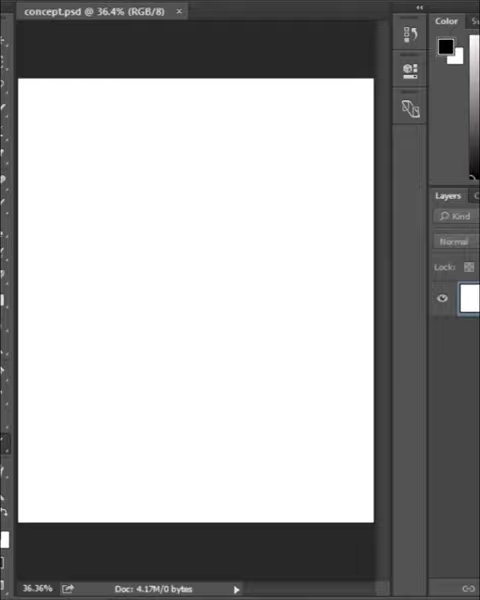 concept.psd @ 36.4% (RGB/8) ×
Color
Layers
Kind
Normal
Lock:
36.36%
Doc: 4.17M/0 bytes